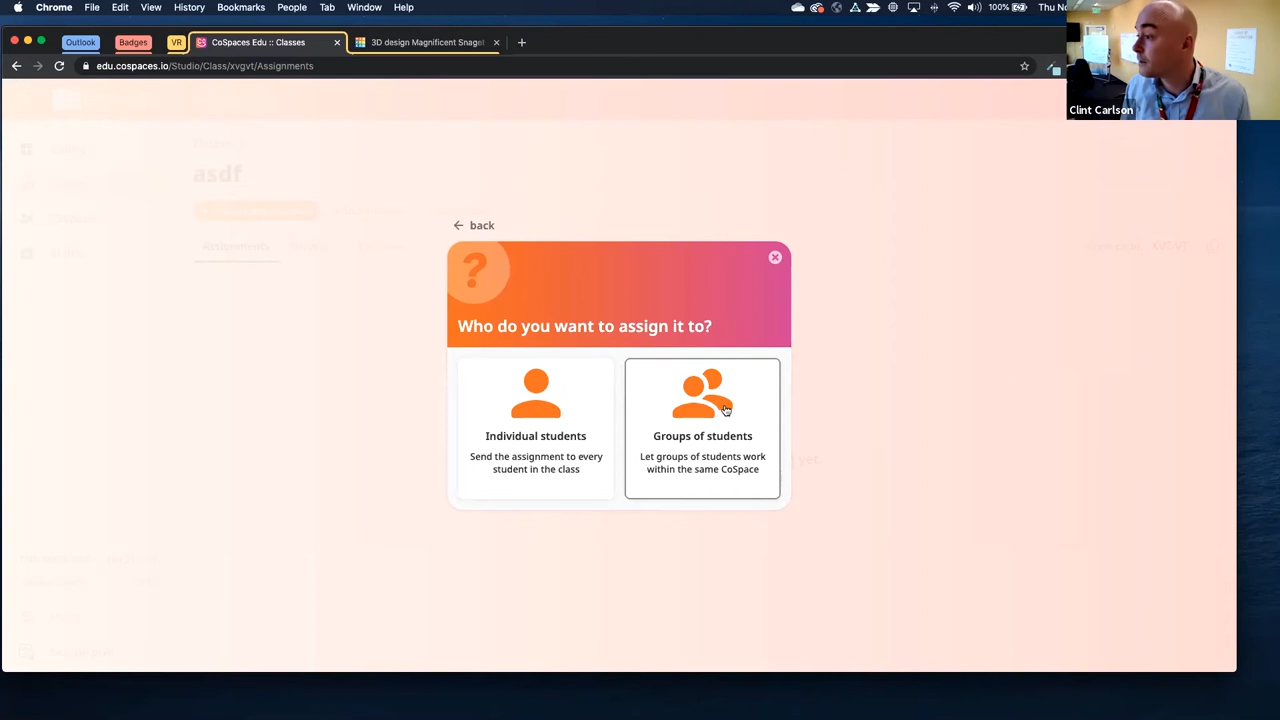 Chrome File Edit View History Bookmarks People Tab Window Help 100% Thu No
Outlook Badges VR CoSpaces Edu :: Classes 3D design Magnificent Snaget
edu.cospaces.io/Studio/Class/xvgvt/Assignments
Clint Carlson
asdf
back
Assignments
?
Who do you want to assign it to?
Individual students
Send the assignment to every
student in the class
Groups of students
Let groups of students work
within the same CoSpace
yet